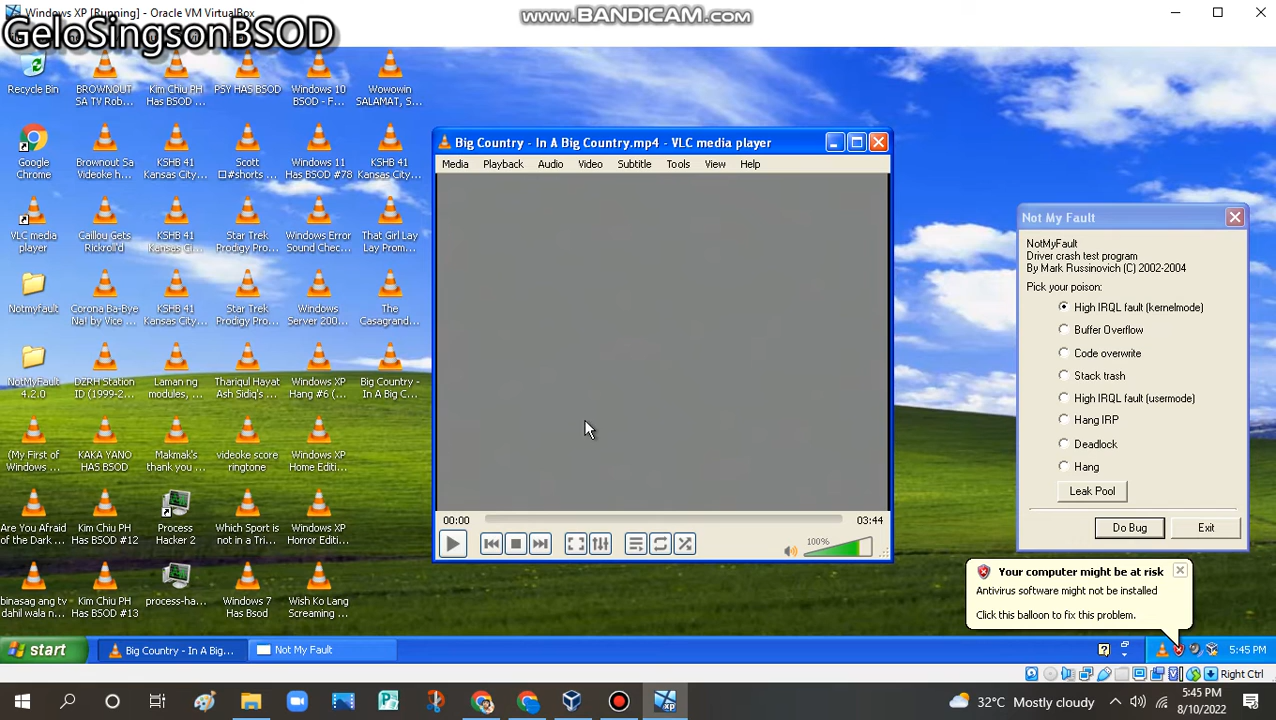 Windows XP [Running] - Oracle VM VirtualBox
www.BANDICAM.com
GeloSingsonBSOD
Recycle Bin
BROWNOUT
SA TV Rob...
Kim Chiu PH
Has BSOD ...
PSY HAS BSOD
Windows 10
BSOD - F...
Wowowin
SALAMAT, S...
Google
Chrome
Brownout Sa
Videoke h...
KSHB 41
Kansas City...
Scott
#shorts ...
Windows 11
Has BSOD #78
KSHB 41
Kansas City...
VLC media
player
Caillou Gets
Rickroll'd
KSHB 41
Kansas Ci...
Star Trek
Prodigy Pro...
Windows Error
Sound Chec...
That Girl Lay
Lay Prom...
Notmyfault
Corona Ba-Bye
Na! by Vice ...
KSHB 41
Kansas City...
Star Trek
Prodigy Pro...
Windows
Server 200...
The
Casagrand...
NotMyFault
4.2.0
DZRH Station
ID (1999-2...
Laman ng
modules, ...
Thariqul Hayat
Ash Sidiq's ...
Windows XP
Hang #6 (...
Big Country -
In A Big C...
(My First of
Windows ...
KAKA YANO
HAS BSOD
Makmak's
thank you ...
videoke score
ringtone
Windows XP
Home Editi...
Are You Afraid
of the Dark ...
Kim Chiu PH
Has BSOD #12
Process
Hacker 2
Which Sport is
not in a Tri...
Windows XP
Horror Editi...
binasag ang tv
dahil wala n...
Kim Chiu PH
Has BSOD #13
process-ha...
Windows 7
Has Bsod
Wish Ko Lang
Screaming ...
Big Country - In A Big Country.mp4 - VLC media player
Media Playback Audio Video Subtitle Tools View Help
00:00 03:44
100%
Not My Fault
NotMyFault
Driver crash test program
By Mark Russinovich (C) 2002-2004
Pick your poison:
High IRQL fault (kernelmode)
Buffer Overflow
Code overwrite
Stack trash
High IRQL fault (usermode)
Hang IRP
Deadlock
Hang
Leak Pool
Do Bug Exit
Your computer might be at risk
Antivirus software might not be installed
Click this balloon to fix this problem.
start
Big Country - In A Big...
Not My Fault
5:45 PM
Right Ctrl
32°C Mostly cloudy
5:45 PM
8/10/2022